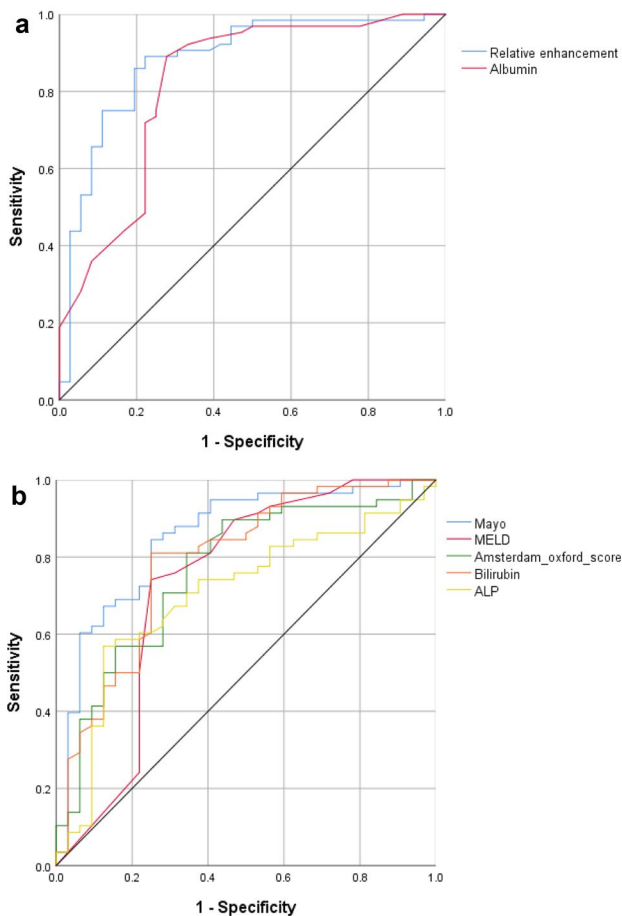 a
1.0
0.8
0.6
0.4
0.2
0.0
Sensitivity
0.0 0.2 0.4 0.6 0.8 1.0
1 - Specificity
Relative enhancement
Albumin
b
1.0
0.8
0.6
0.4
0.2
0.0
Sensitivity
0.0 0.2 0.4 0.6 0.8 1.0
1 - Specificity
Mayo
MELD
Amsterdam_oxford_score
Bilirubin
ALP